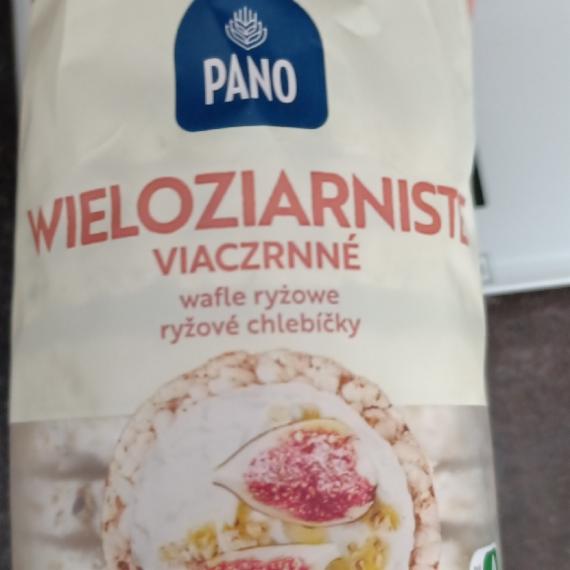 PANO
WIELOZIARNISTE
VIACZRNNÉ
wafle ryżowe
ryžové chlebíčky